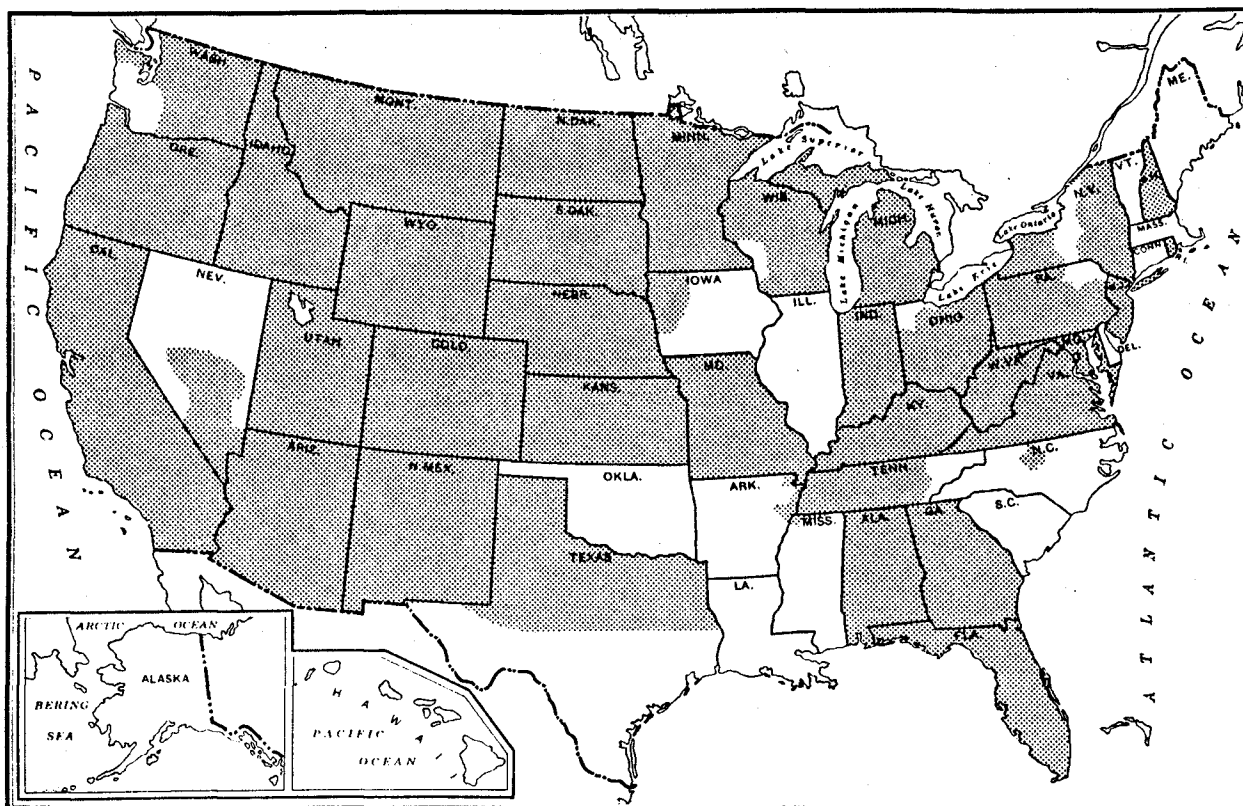 PACIFIC OCEAN
WASH.
MONT.
N.DAK.
MINN.
ME.
Lake Superior
VT.
ORE.
IDAHO
WIS.
Lake Huron
N.Y.
MICH.
Lake Ontario
MASS.
S.DAK.
WYO.
Lake Michigan
CONN.
R.I.
CAL.
NEV.
IOWA
Lake Erie
PA.
NEBR.
ILL.
IND.
OHIO
UTAH
COLO.
W.VA.
MD.
DEL.
VA.
KANS.
MO.
KY.
ARIZ.
N.MEX.
OKLA.
ARK.
TENN.
N.C.
MISS.
ALA.
GA.
S.C.
TEXAS
LA.
FLA.
ATLANTIC OCEAN
ARCTIC OCEAN
ALASKA
BERING
SEA
HAWAII
PACIFIC
OCEAN